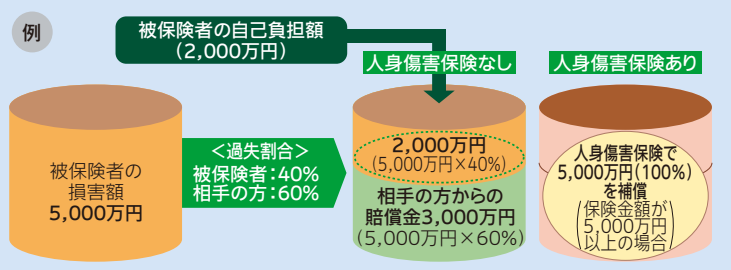 例
被保険者の自己負担額
(2,000万円)
人身傷害保険なし
人身傷害保険あり
被保険者の
損害額
5,000万円
＜過失割合＞
被保険者：40%
相手の方：60%
2,000万円
(5,000万円×40%)
相手の方からの
賠償金3,000万円
(5,000万円×60%)
人身傷害保険で
5,000万円(100%)
を補償
(保険金額が
5,000万円
以上の場合)